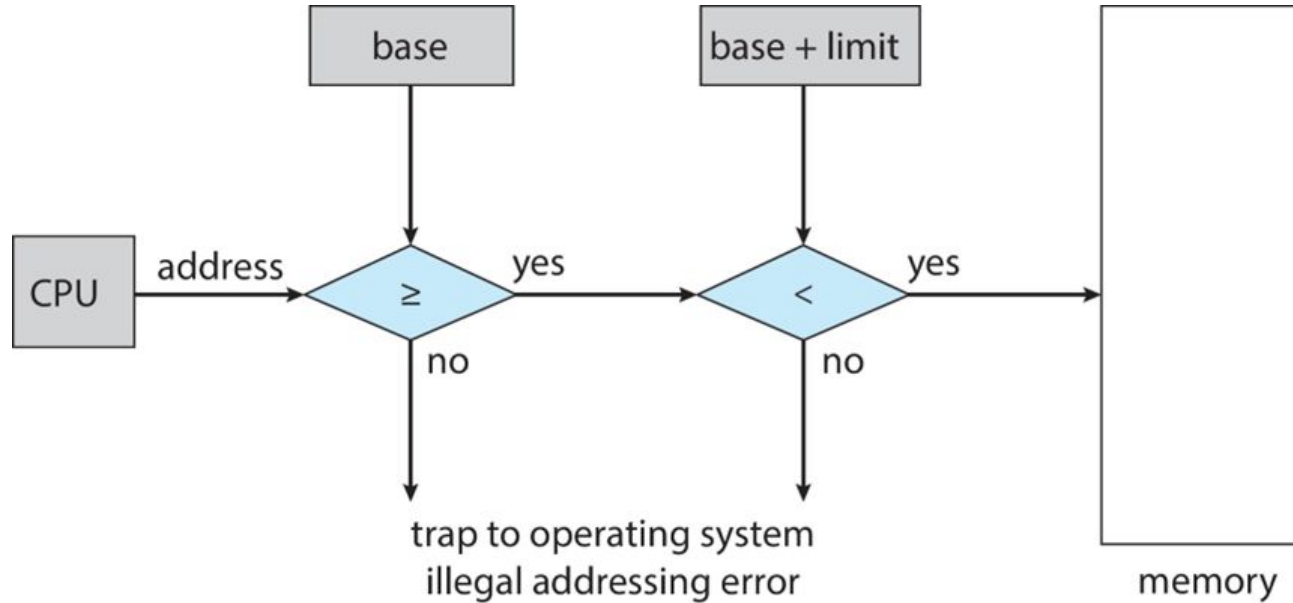 base
base + limit
CPU
address
≥
yes
<
yes
no
no
trap to operating system
illegal addressing error
memory